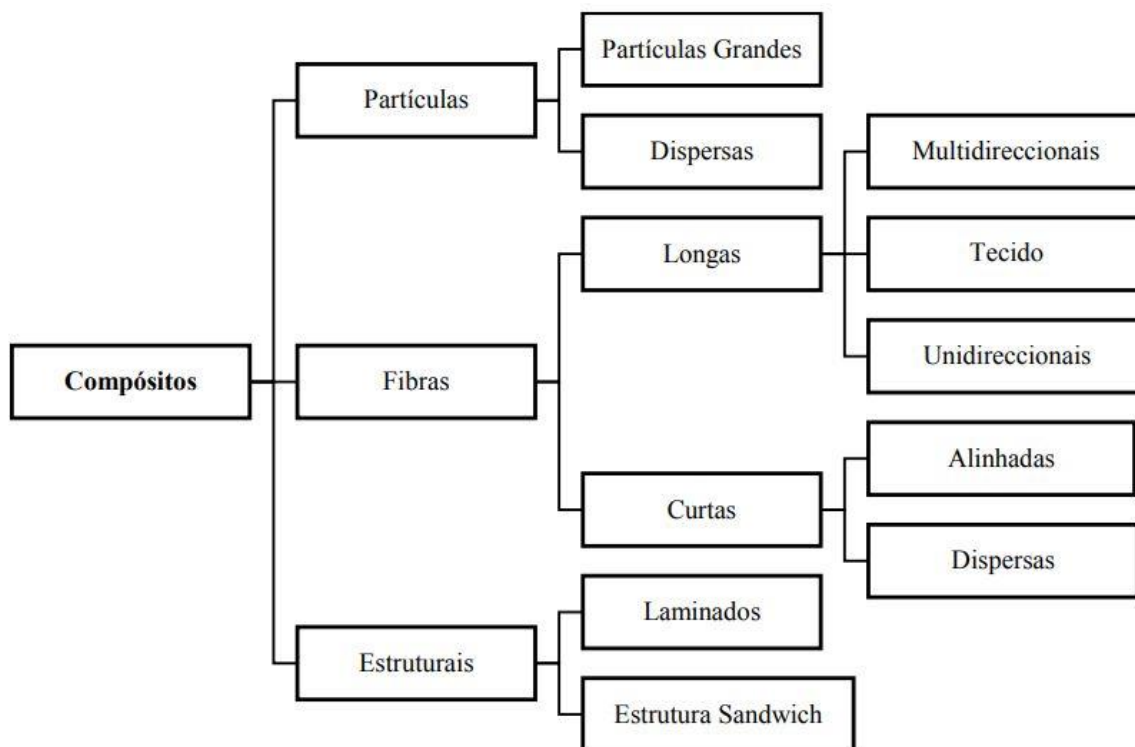 Partículas Grandes
Partículas
Dispersas
Multidireccionais
Longas
Tecido
Unidireccionais
Compósitos
Fibras
Alinhadas
Curtas
Dispersas
Laminados
Estruturais
Estrutura Sandwich